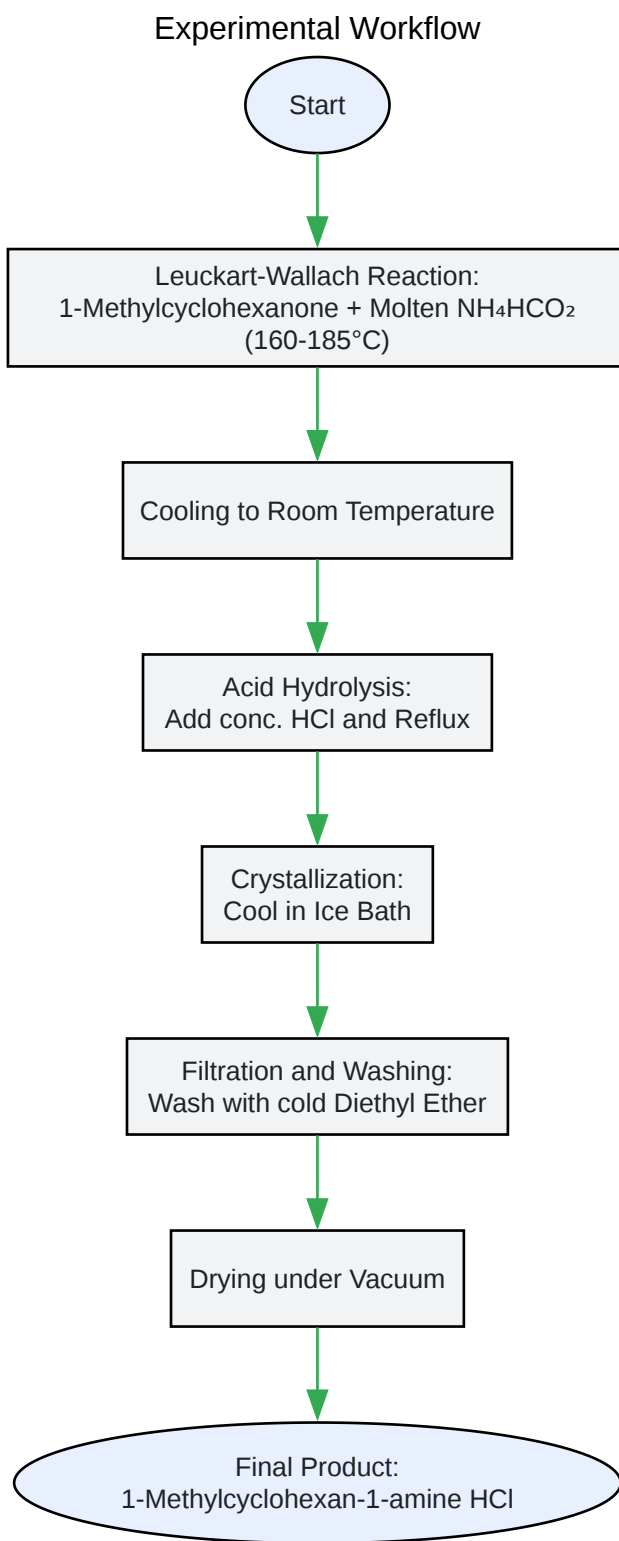 Experimental Workflow
Start
Leuckart-Wallach Reaction:
1-Methylcyclohexanone + Molten NH₄HCO₂
(160-185°C)
Cooling to Room Temperature
Acid Hydrolysis:
Add conc. HCl and Reflux
Crystallization:
Cool in Ice Bath
Filtration and Washing:
Wash with cold Diethyl Ether
Drying under Vacuum
Final Product:
1-Methylcyclohexan-1-amine HCl